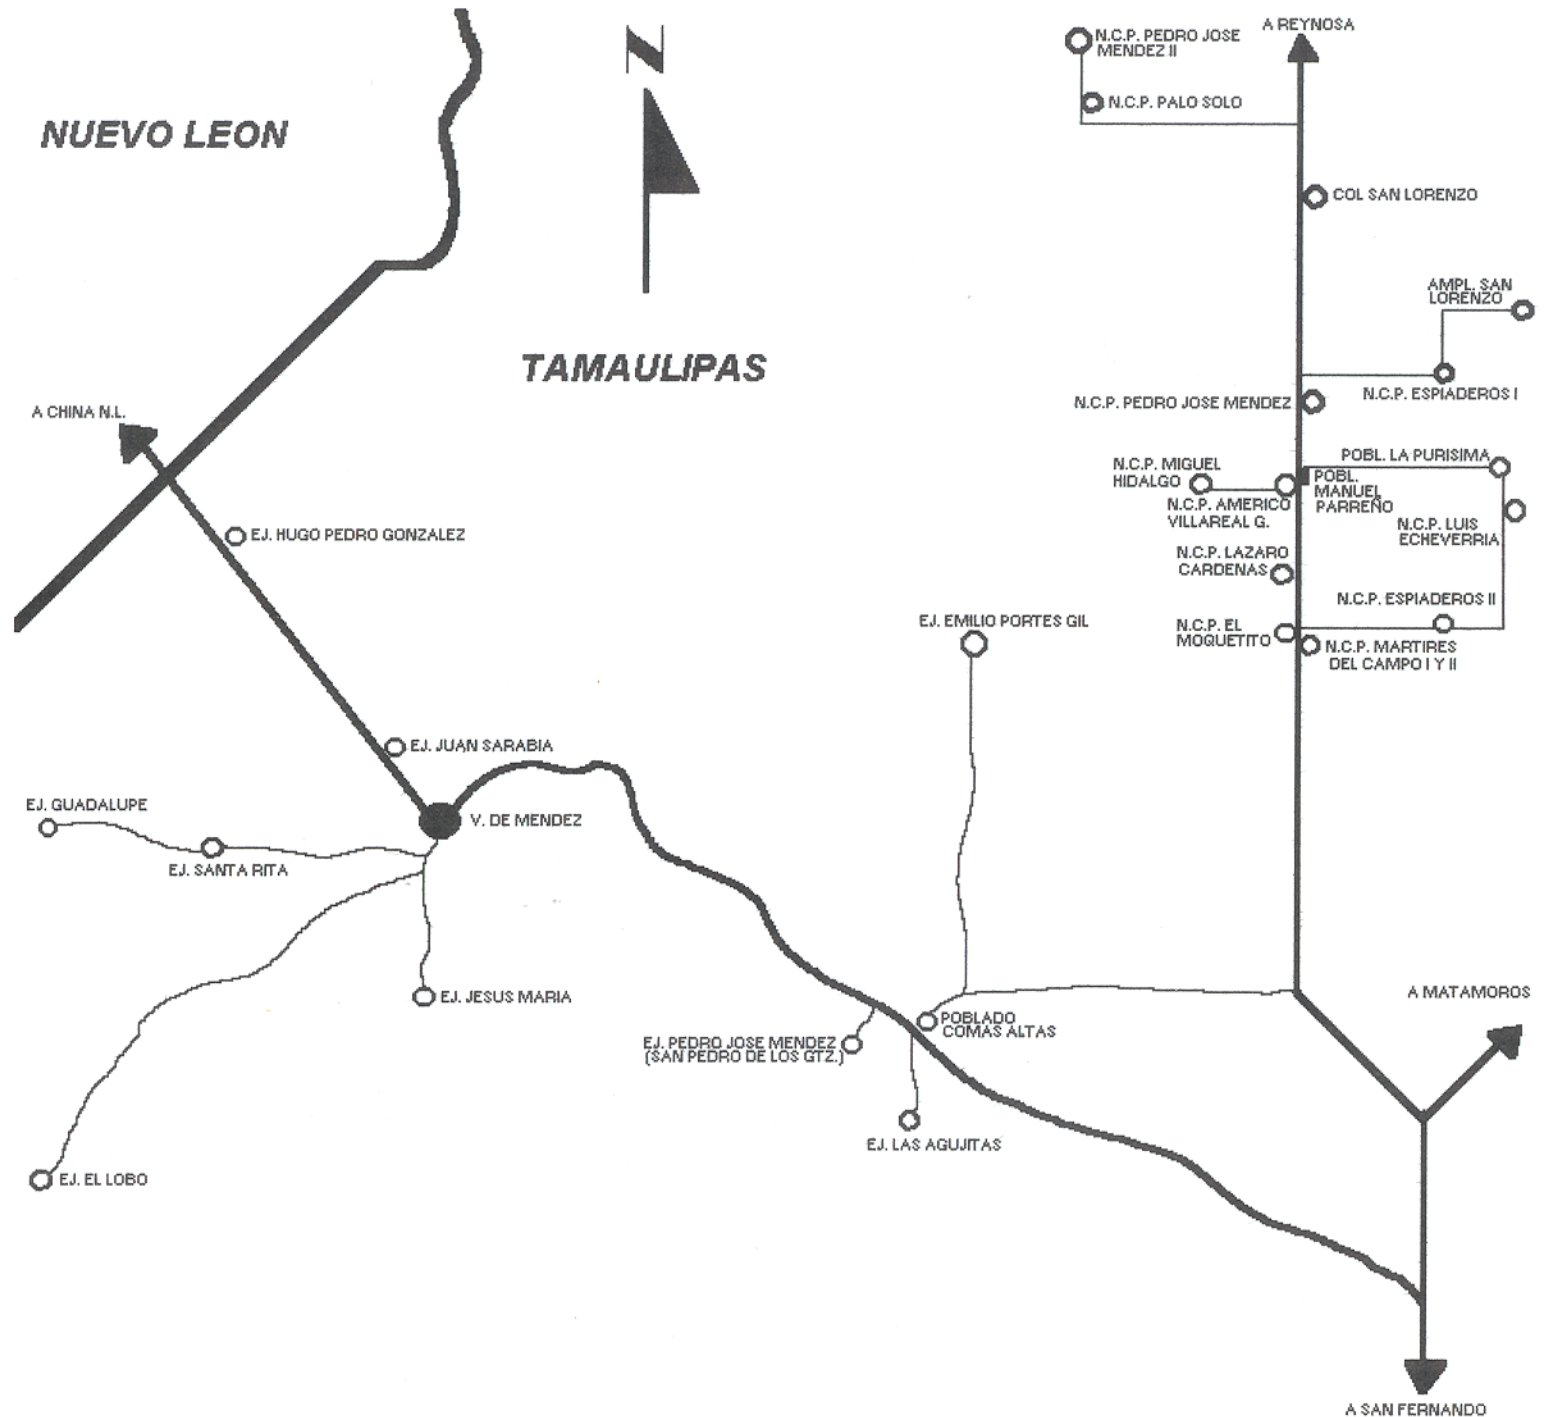 N.C.P. PEDRO JOSE
MENDEZ II
A REYNOSA
N
N.C.P. PALO SOLO
NUEVO LEON
COL SAN LORENZO
AMPL. SAN
LORENZO
TAMAULIPAS
N.C.P. ESPIADEROS I
N.C.P. PEDRO JOSE MENDEZ
A CHINA N.L.
POBL. LA PURISIMA
N.C.P. MIGUEL
HIDALGO
POBL.
MANUEL
PARREÑO
N.C.P. AMERICO
VILLAREAL G.
N.C.P. LUIS
ECHEVERRIA
EJ. HUGO PEDRO GONZALEZ
N.C.P. LAZARO
CARDENAS
N.C.P. ESPIADEROS II
EJ. EMILIO PORTES GIL
N.C.P. EL
MOQUETITO
N.C.P. MARTIRES
DEL CAMPO I Y II
EJ. JUAN SARABIA
EJ. GUADALUPE
V. DE MENDEZ
EJ. SANTA RITA
EJ. JESUS MARIA
A MATAMOROS
POBLADO
COMAS ALTAS
EJ. PEDRO JOSE MENDEZ
(SAN PEDRO DE LOS GTZ.)
EJ. LAS AGUJITAS
EJ. EL LOBO
A SAN FERNANDO